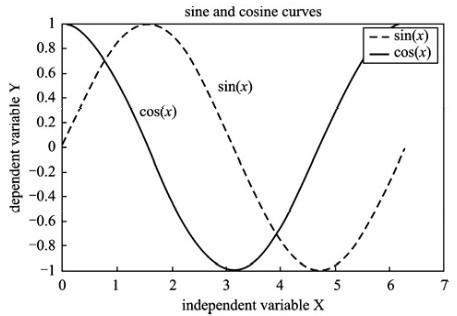 sine and cosine curves
1
0.8
0.6
0.4
0.2
0
−0.2
−0.4
−0.6
−0.8
−1
dependent variable Y
sin(x)
cos(x)
sin(x)
cos(x)
0 1 2 3 4 5 6 7
independent variable X